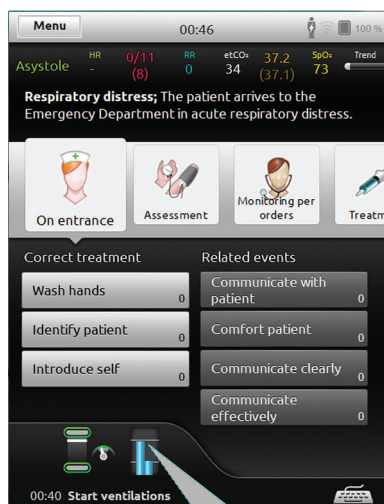 Menu 00:46 100 %
HR 0/11 RR etCO₂ 37.2 SpO₂ Trend
Asystole - (8) 0 34 (37.1) 73
Respiratory distress; The patient arrives to the
Emergency Department in acute respiratory distress.
On entrance
Assessment
Monitoring per
orders
Treatm
Correct treatment
Wash hands 0
Identify patient 0
Introduce self 0
Related events
Communicate with
patient 0
Comfort patient 0
Communicate clearly 0
Communicate
effectively 0
00:40 Start ventilations